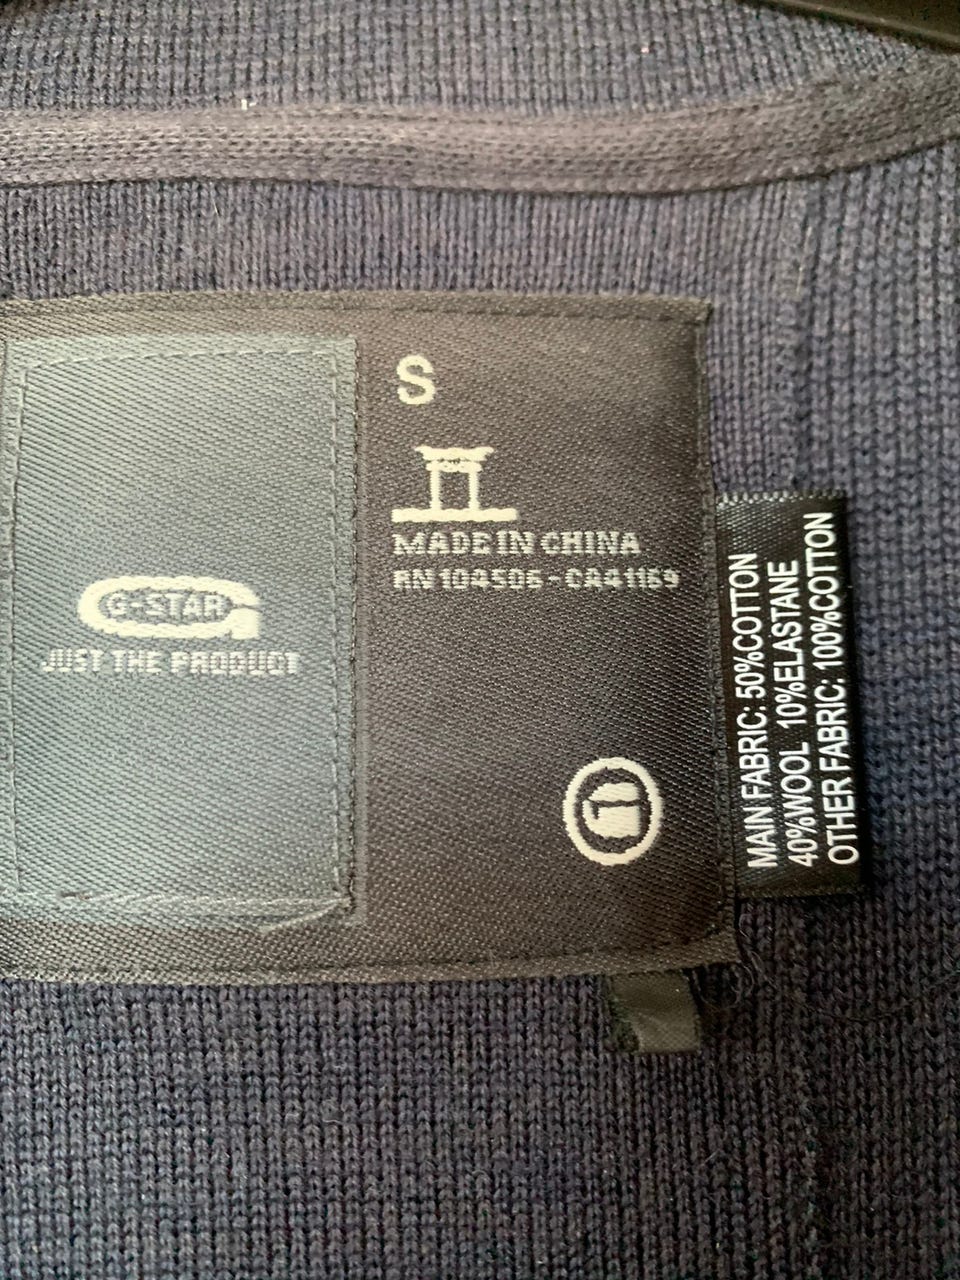 S
MADE IN CHINA
RN 104506 - CA41169
G-STAR
JUST THE PRODUCT
MAIN FABRIC: 50%COTTON
40%WOOL 10%ELASTANE
OTHER FABRIC: 100%COTTON